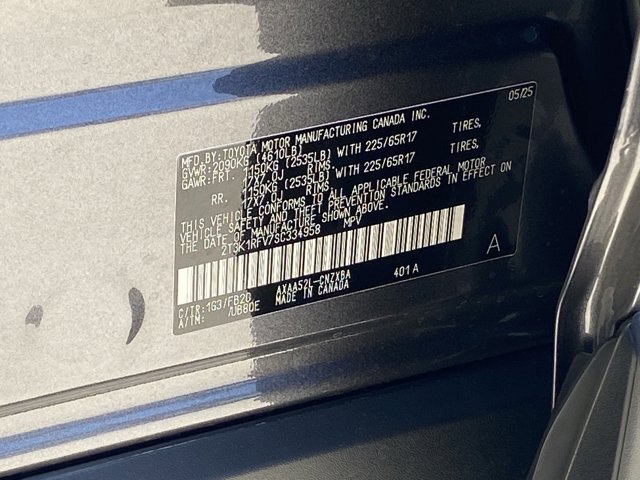 05/25
MFD.BY: TOYOTA MOTOR MANUFACTURING CANADA INC.
GVWR: 2090KG (4610LB)
GAWR: FRT. 1150KG (2535LB) WITH 225/65R17 TIRES,
17X7.0J RIMS,
RR. 1150KG (2535LB) WITH 225/65R17 TIRES,
17X7.0J RIMS,
THIS VEHICLE CONFORMS TO ALL APPLICABLE FEDERAL MOTOR
VEHICLE SAFETY AND THEFT PREVENTION STANDARDS IN EFFECT ON
THE DATE OF MANUFACTURE SHOWN ABOVE.
2T3K1RFV7SC334958 MPV
A
C/TR: 1G3/FB20 AXAA52L-CNZXBA 401A
A/TM: /UB80E MADE IN CANADA